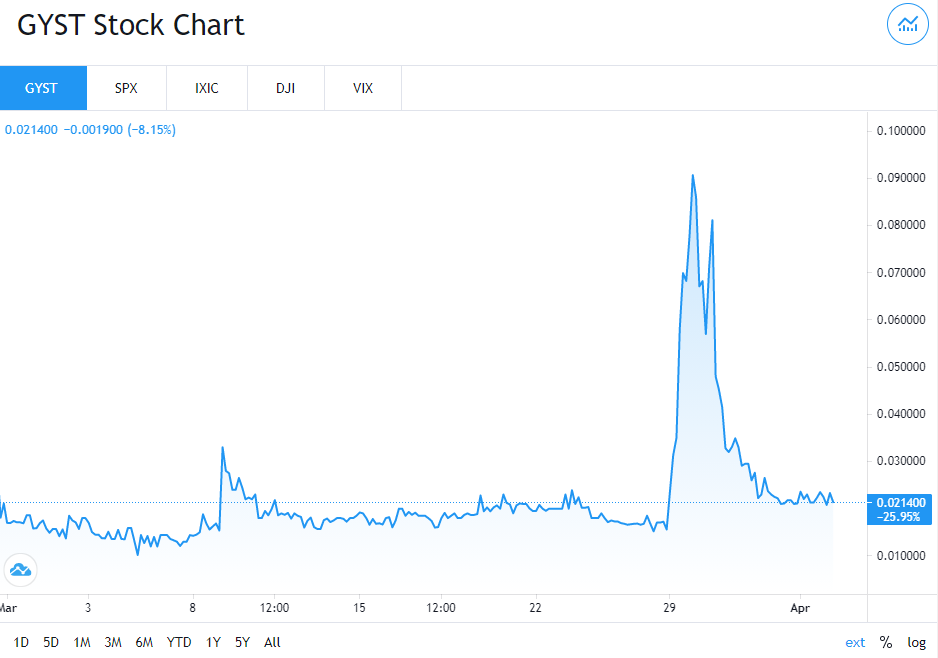 GYST Stock Chart
GYST SPX IXIC DJI VIX
0.021400 −0.001900 (−8.15%)
0.100000
0.090000
0.080000
0.070000
0.060000
0.050000
0.040000
0.030000
0.021400
−25.95%
0.010000
Mar 3 8 12:00 15 12:00 22 29 Apr
1D 5D 1M 3M 6M YTD 1Y 5Y All ext % log